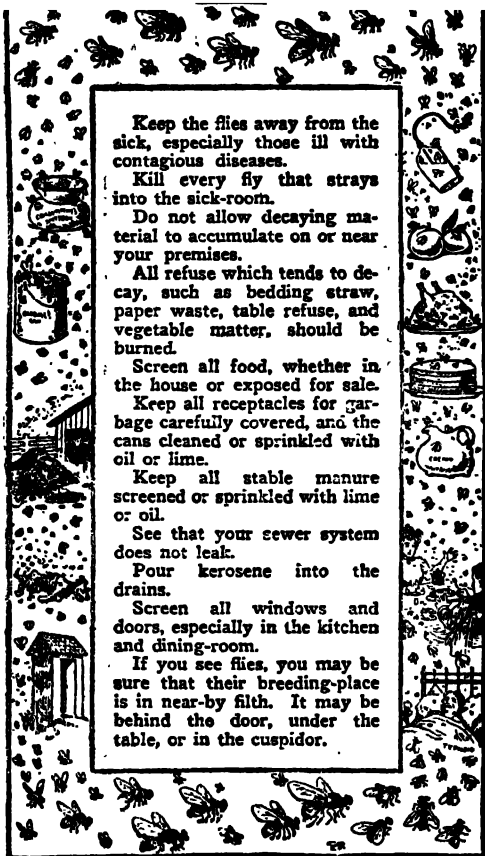 Keep the flies away from the
sick, especially those ill with
contagious diseases.
Kill every fly that strays
into the sick-room.
Do not allow decaying ma-
terial to accumulate on or near
your premises.
All refuse which tends to de-
cay, such as bedding straw,
paper waste, table refuse, and
vegetable matter, should be
burned.
Screen all food, whether in
the house or exposed for sale.
Keep all receptacles for gar-
bage carefully covered, and the
cans cleaned or sprinkled with
oil or lime.
Keep all stable manure
screened or sprinkled with lime
or oil.
See that your sewer system
does not leak.
Pour kerosene into the
drains.
Screen all windows and
doors, especially in the kitchen
and dining-room.
If you see flies, you may be
sure that their breeding-place
is in near-by filth. It may be
behind the door, under the
table, or in the cuspidor.